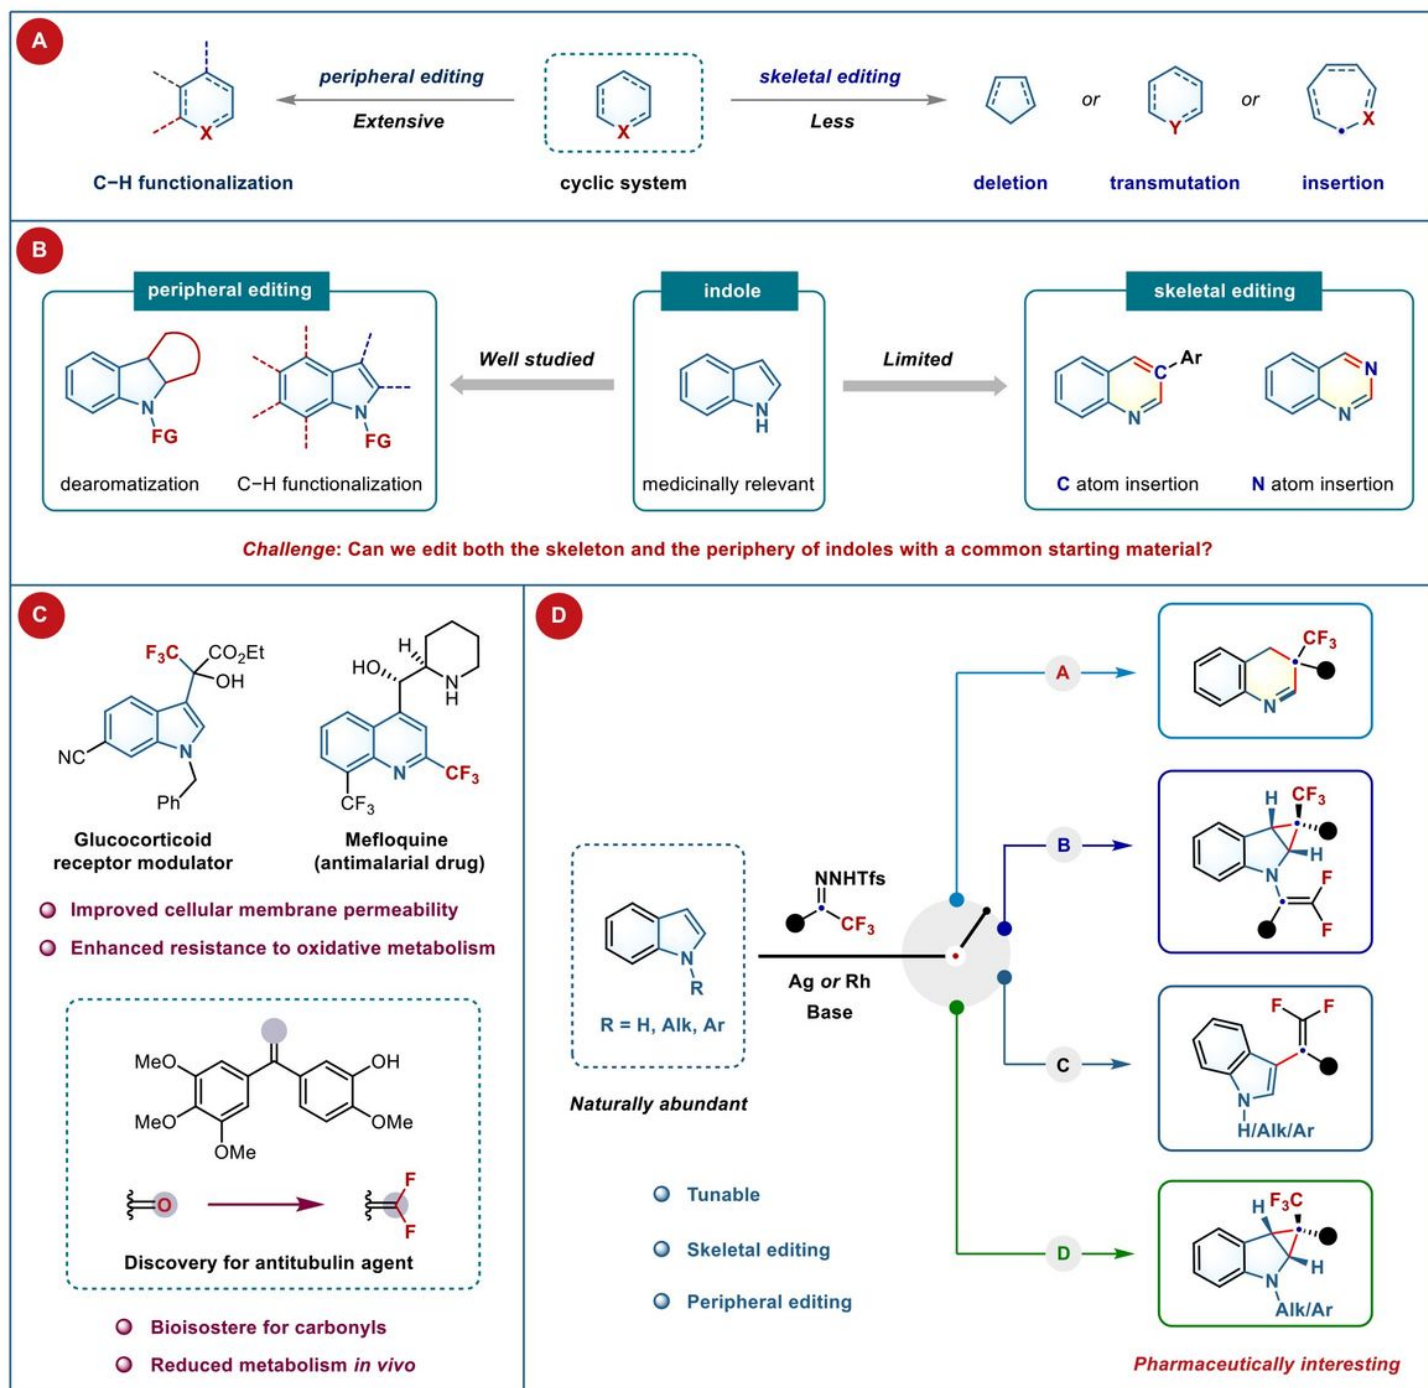 A
peripheral editing
Extensive
skeletal editing
Less
X
X
or
Y
or
X
C–H functionalization
cyclic system
deletion
transmutation
insertion
B
peripheral editing
indole
skeletal editing
N
FG
N
FG
Well studied
N
H
Limited
C
Ar
N
N
N
dearomatization
C–H functionalization
medicinally relevant
C atom insertion
N atom insertion
Challenge: Can we edit both the skeleton and the periphery of indoles with a common starting material?
C
F3C
CO2Et
OH
NC
N
Ph
H
HO
N
H
N
CF3
CF3
Glucocorticoid
receptor modulator
Mefloquine
(antimalarial drug)
Improved cellular membrane permeability
Enhanced resistance to oxidative metabolism
MeO
MeO
OMe
OH
OMe
O
F
F
Discovery for antitubulin agent
Bioisostere for carbonyls
Reduced metabolism in vivo
D
N
R
R = H, Alk, Ar
Naturally abundant
NNHTfs
CF3
Ag or Rh
Base
A
CF3
N
B
H
CF3
H
N
F
F
C
F
F
N
H/Alk/Ar
D
H
F3C
H
N
Alk/Ar
Tunable
Skeletal editing
Peripheral editing
Pharmaceutically interesting